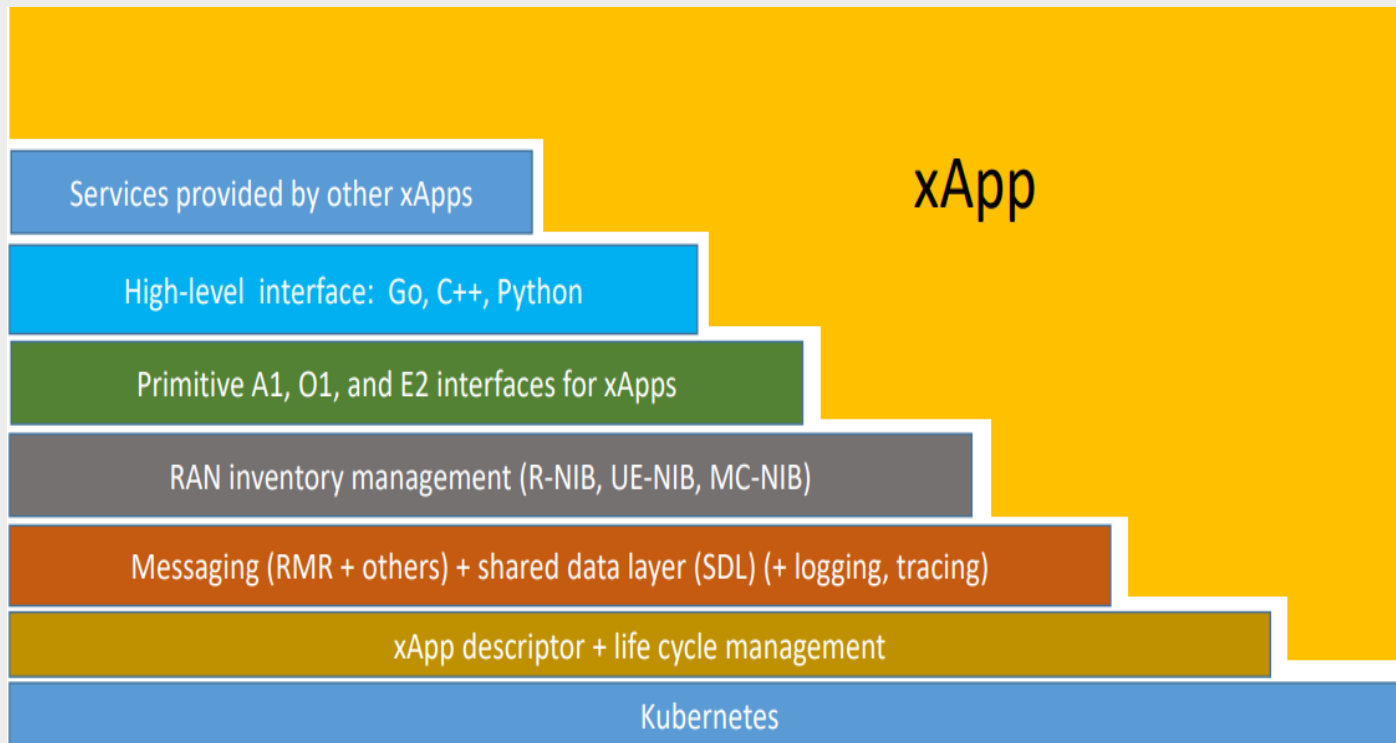 xApp
Services provided by other xApps
High-level interface: Go, C++, Python
Primitive A1, O1, and E2 interfaces for xApps
RAN inventory management (R-NIB, UE-NIB, MC-NIB)
Messaging (RMR + others) + shared data layer (SDL) (+ logging, tracing)
xApp descriptor + life cycle management
Kubernetes